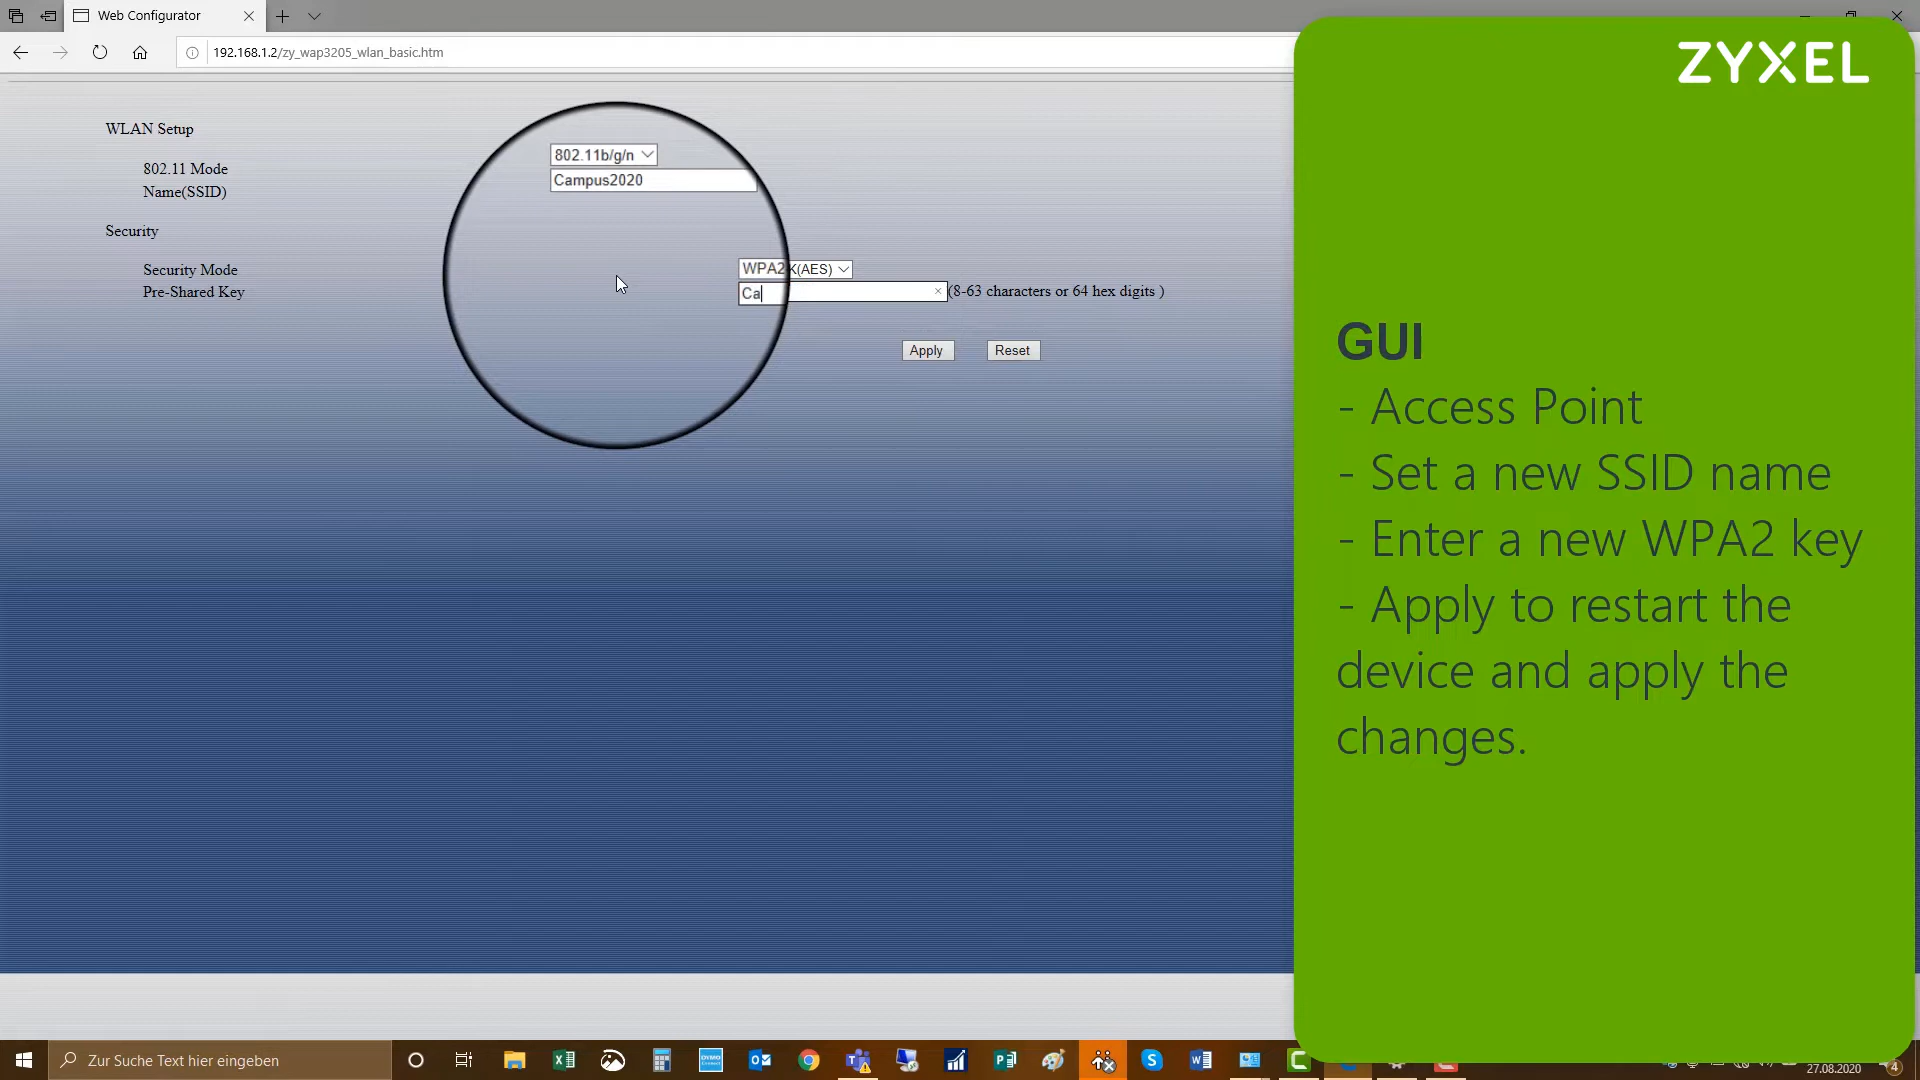 Web Configurator
192.168.1.2/zy_wap3205_wlan_basic.htm
ZYXEL
WLAN Setup
802.11 Mode
802.11b/g/n
Name(SSID)
Campus2020
Security
Security Mode
WPA2K(AES)
Pre-Shared Key
Ca
(8-63 characters or 64 hex digits )
Apply
Reset
GUI
- Access Point
- Set a new SSID name
- Enter a new WPA2 key
- Apply to restart the
device and apply the
changes.
Zur Suche Text hier eingeben
27.08.2020
4